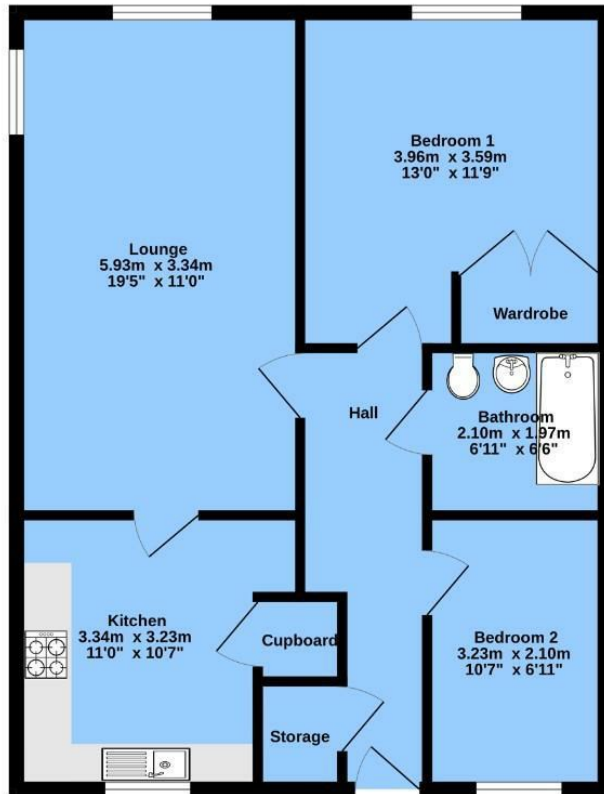 Bedroom 1
3.96m x 3.59m
13'0" x 11'9"
Lounge
5.93m x 3.34m
19'5" x 11'0"
Wardrobe
Hall
Bathroom
2.10m x 1.97m
6'11" x 6'6"
Kitchen
3.34m x 3.23m
11'0" x 10'7"
Cupboard
Bedroom 2
3.23m x 2.10m
10'7" x 6'11"
Storage